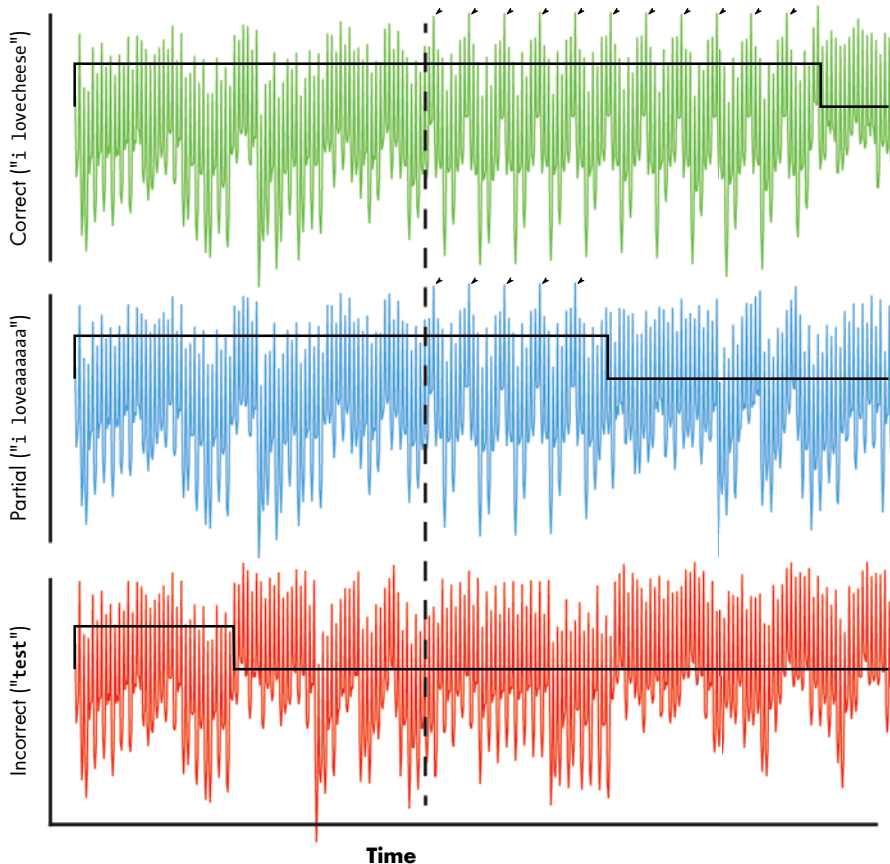 Correct ("i lovecheese")
Partial ("i loveaaaaaa")
Incorrect ("test")
Time